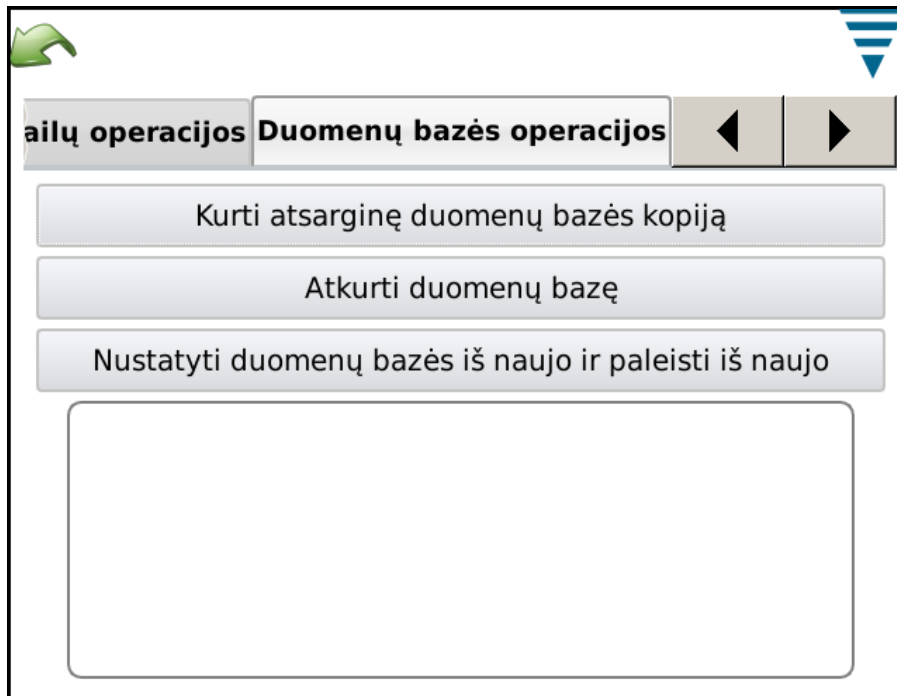 ailų operacijos Duomenų bazės operacijos
Kurti atsarginę duomenų bazės kopiją
Atkurti duomenų bazę
Nustatyti duomenų bazės iš naujo ir paleisti iš naujo